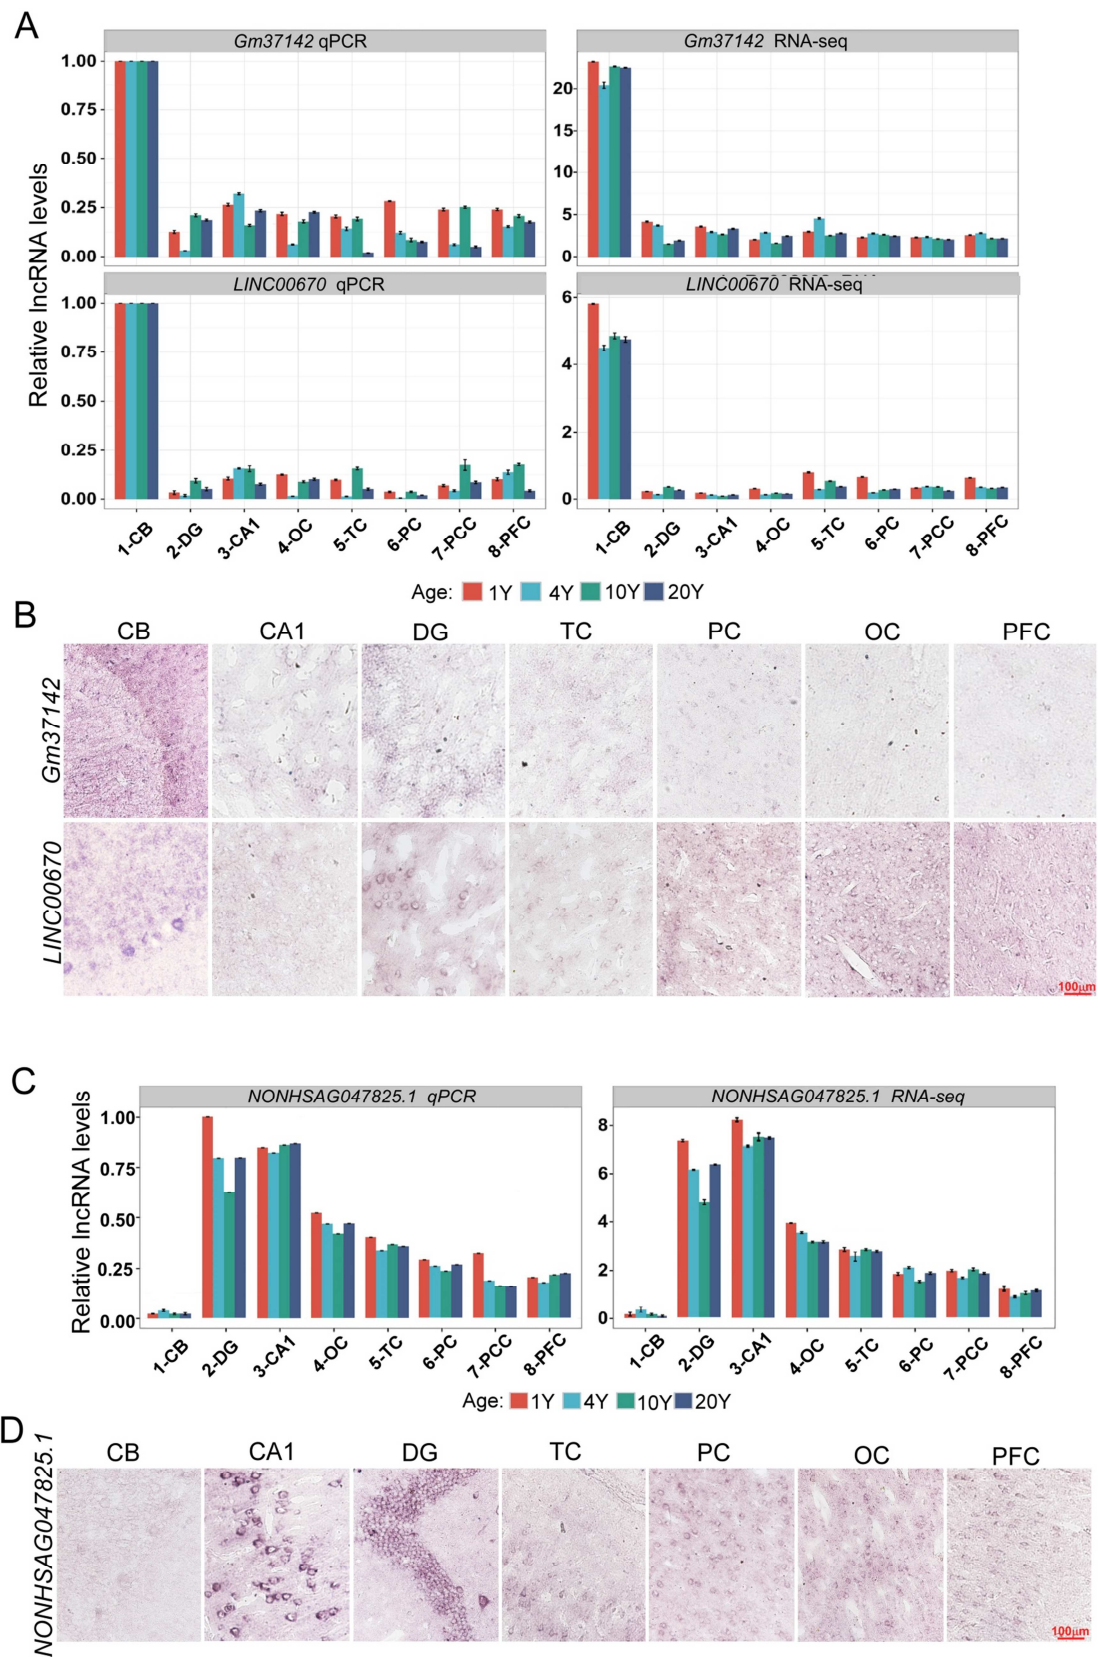 A
Gm37142 qPCR
Gm37142 RNA-seq
Relative lncRNA levels
1.00
0.75
0.50
0.25
0.00
20
15
10
5
0
LINC00670 qPCR
LINC00670 RNA-seq
1.00
0.75
0.50
0.25
0.00
6
4
2
0
1-CB 2-DG 3-CA1 4-OC 5-TC 6-PC 7-PCC 8-PFC
1-CB 2-DG 3-CA1 4-OC 5-TC 6-PC 7-PCC 8-PFC
Age: 1Y 4Y 10Y 20Y
B
CB CA1 DG TC PC OC PFC
Gm37142
LINC00670
100μm
C
NONHSAG047825.1 qPCR
NONHSAG047825.1 RNA-seq
Relative lncRNA levels
1.00
0.75
0.50
0.25
0.00
8
6
4
2
0
1-CB 2-DG 3-CA1 4-OC 5-TC 6-PC 7-PCC 8-PFC
1-CB 2-DG 3-CA1 4-OC 5-TC 6-PC 7-PCC 8-PFC
Age: 1Y 4Y 10Y 20Y
D
CB CA1 DG TC PC OC PFC
NONHSAG047825.1
100μm